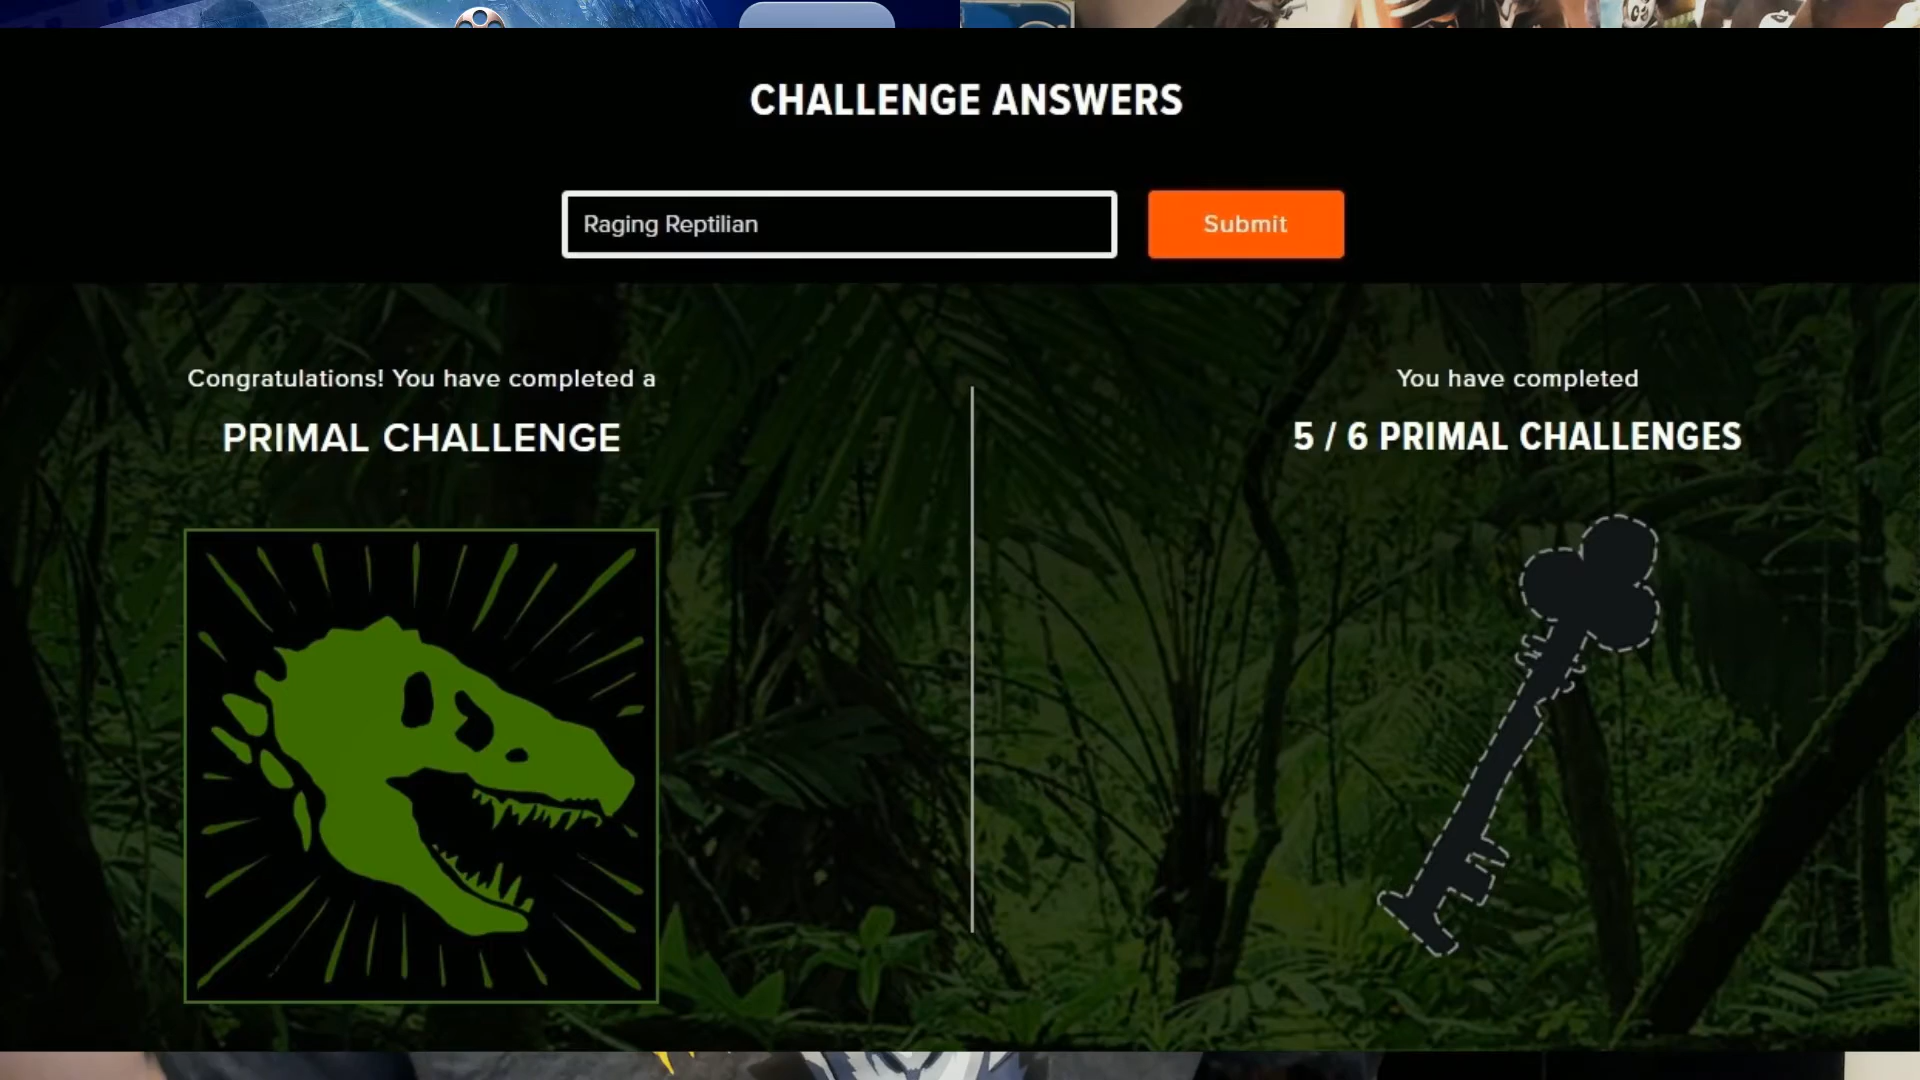 CHALLENGE ANSWERS
Raging Reptilian
Submit
Congratulations! You have completed a
PRIMAL CHALLENGE
You have completed
5 / 6 PRIMAL CHALLENGES